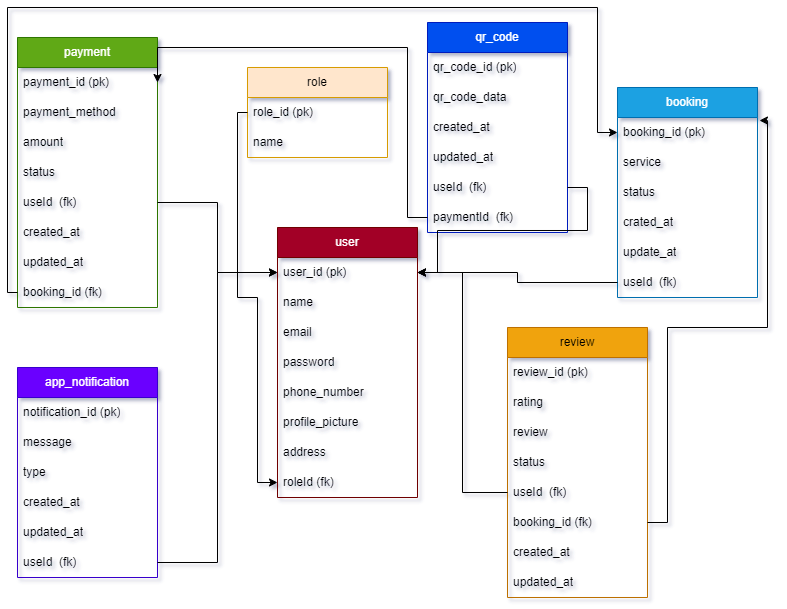 payment
payment_id (pk)
payment_method
amount
status
useId  (fk)
created_at
updated_at
booking_id (fk)
role
role_id (pk)
name
qr_code
qr_code_id (pk)
qr_code_data
created_at
updated_at
useId  (fk)
paymentId  (fk)
booking
booking_id (pk)
service
status
crated_at
update_at
useId  (fk)
user
user_id (pk)
name
email
password
phone_number
profile_picture
address
roleId (fk)
app_notification
notification_id (pk)
message
type
created_at
updated_at
useId  (fk)
review
review_id (pk)
rating
review
status
useId  (fk)
booking_id (fk)
created_at
updated_at